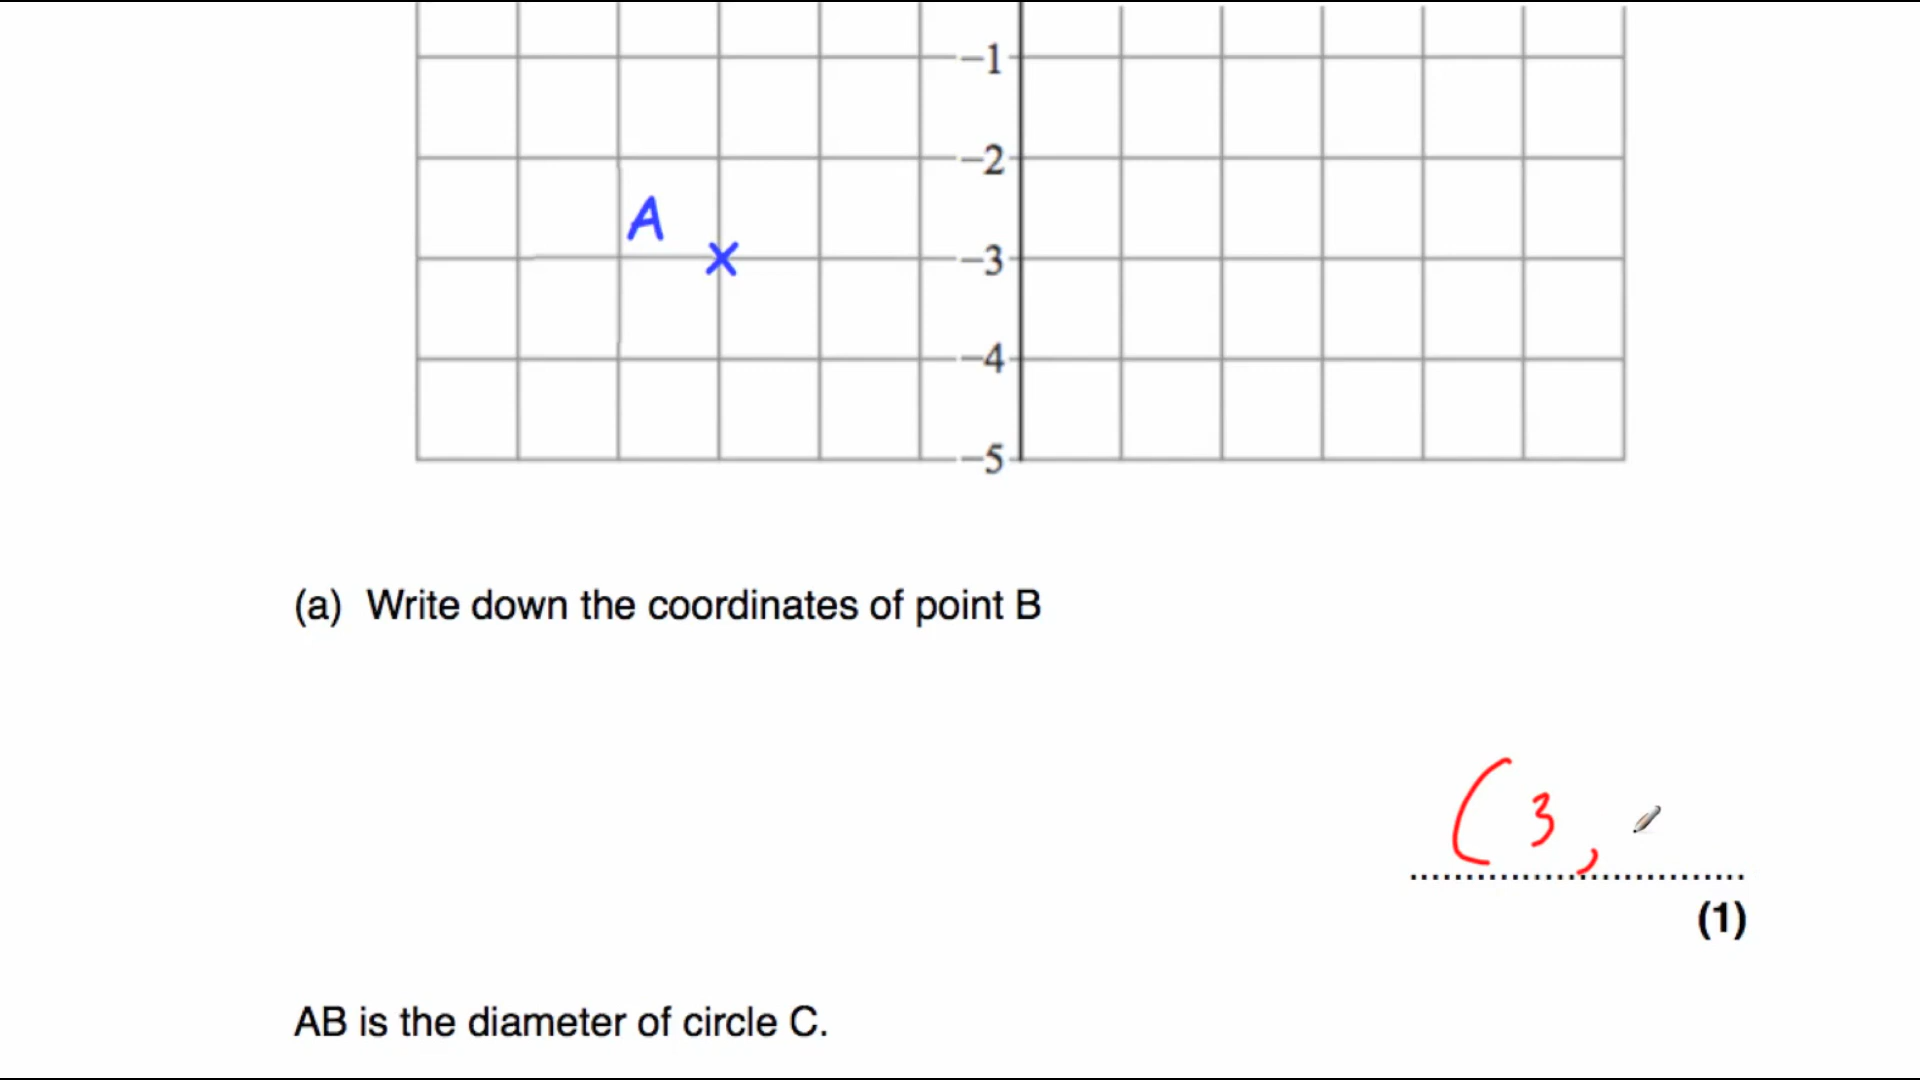 −1
−2
A
−3
−4
−5
(a) Write down the coordinates of point B
(3,
(1)
AB is the diameter of circle C.